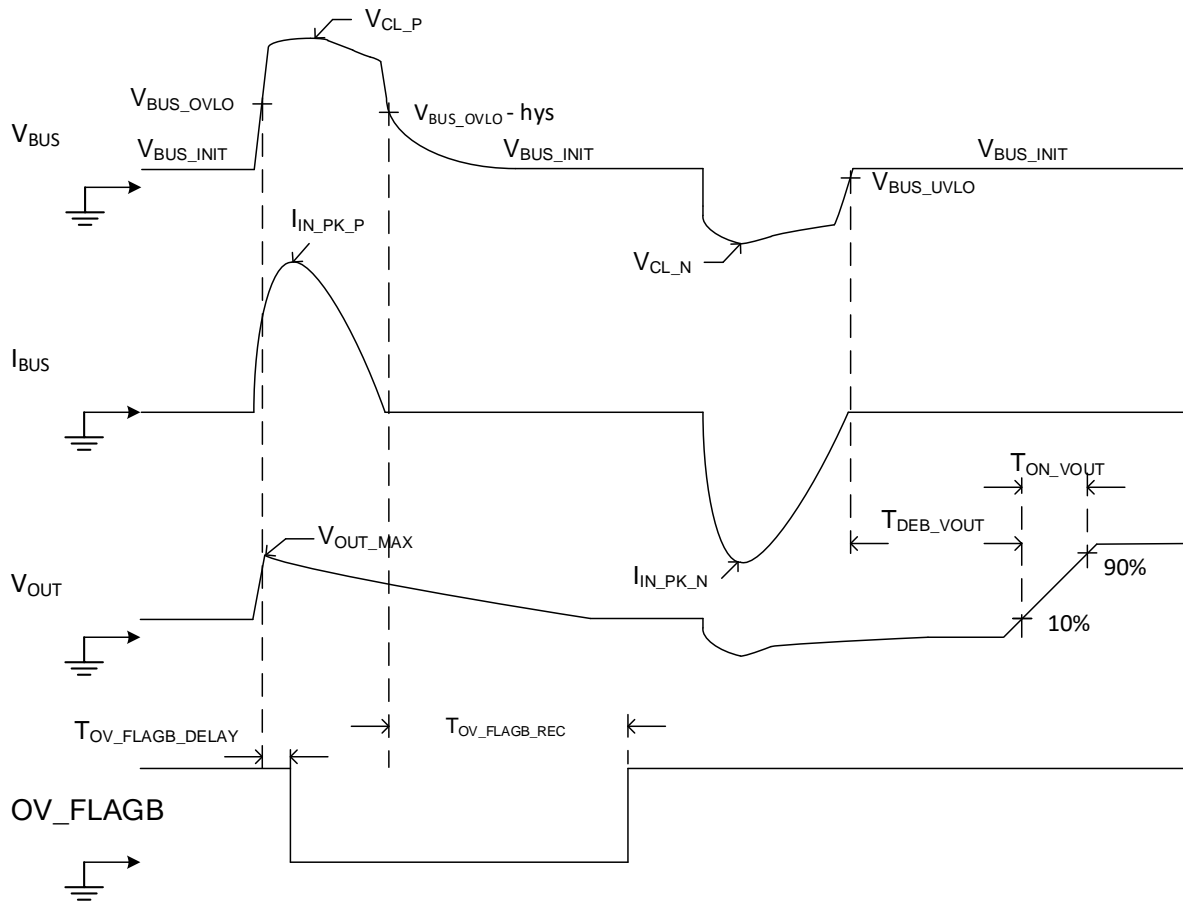 V_CL_P
V_BUS_OVLO
V_BUS_OVLO - hys
V_BUS
V_BUS_INIT
V_BUS_INIT
V_BUS_INIT
V_BUS_UVLO
I_IN_PK_P
V_CL_N
I_BUS
T_ON_VOUT
T_DEB_VOUT
V_OUT_MAX
I_IN_PK_N
90%
V_OUT
10%
T_OV_FLAGB_DELAY
T_OV_FLAGB_REC
OV_FLAGB